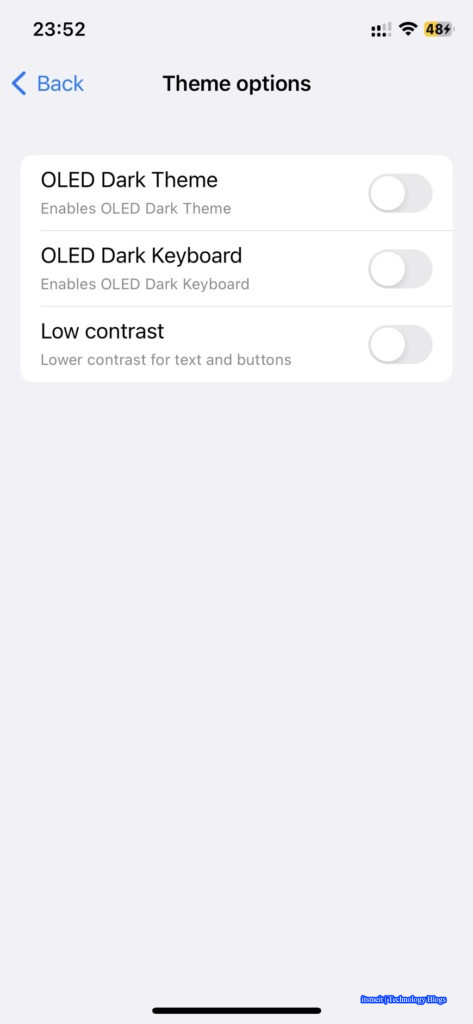 23:52
48
Back
Theme options
OLED Dark Theme
Enables OLED Dark Theme
OLED Dark Keyboard
Enables OLED Dark Keyboard
Low contrast
Lower contrast for text and buttons
itsmeit | Technology Blogs